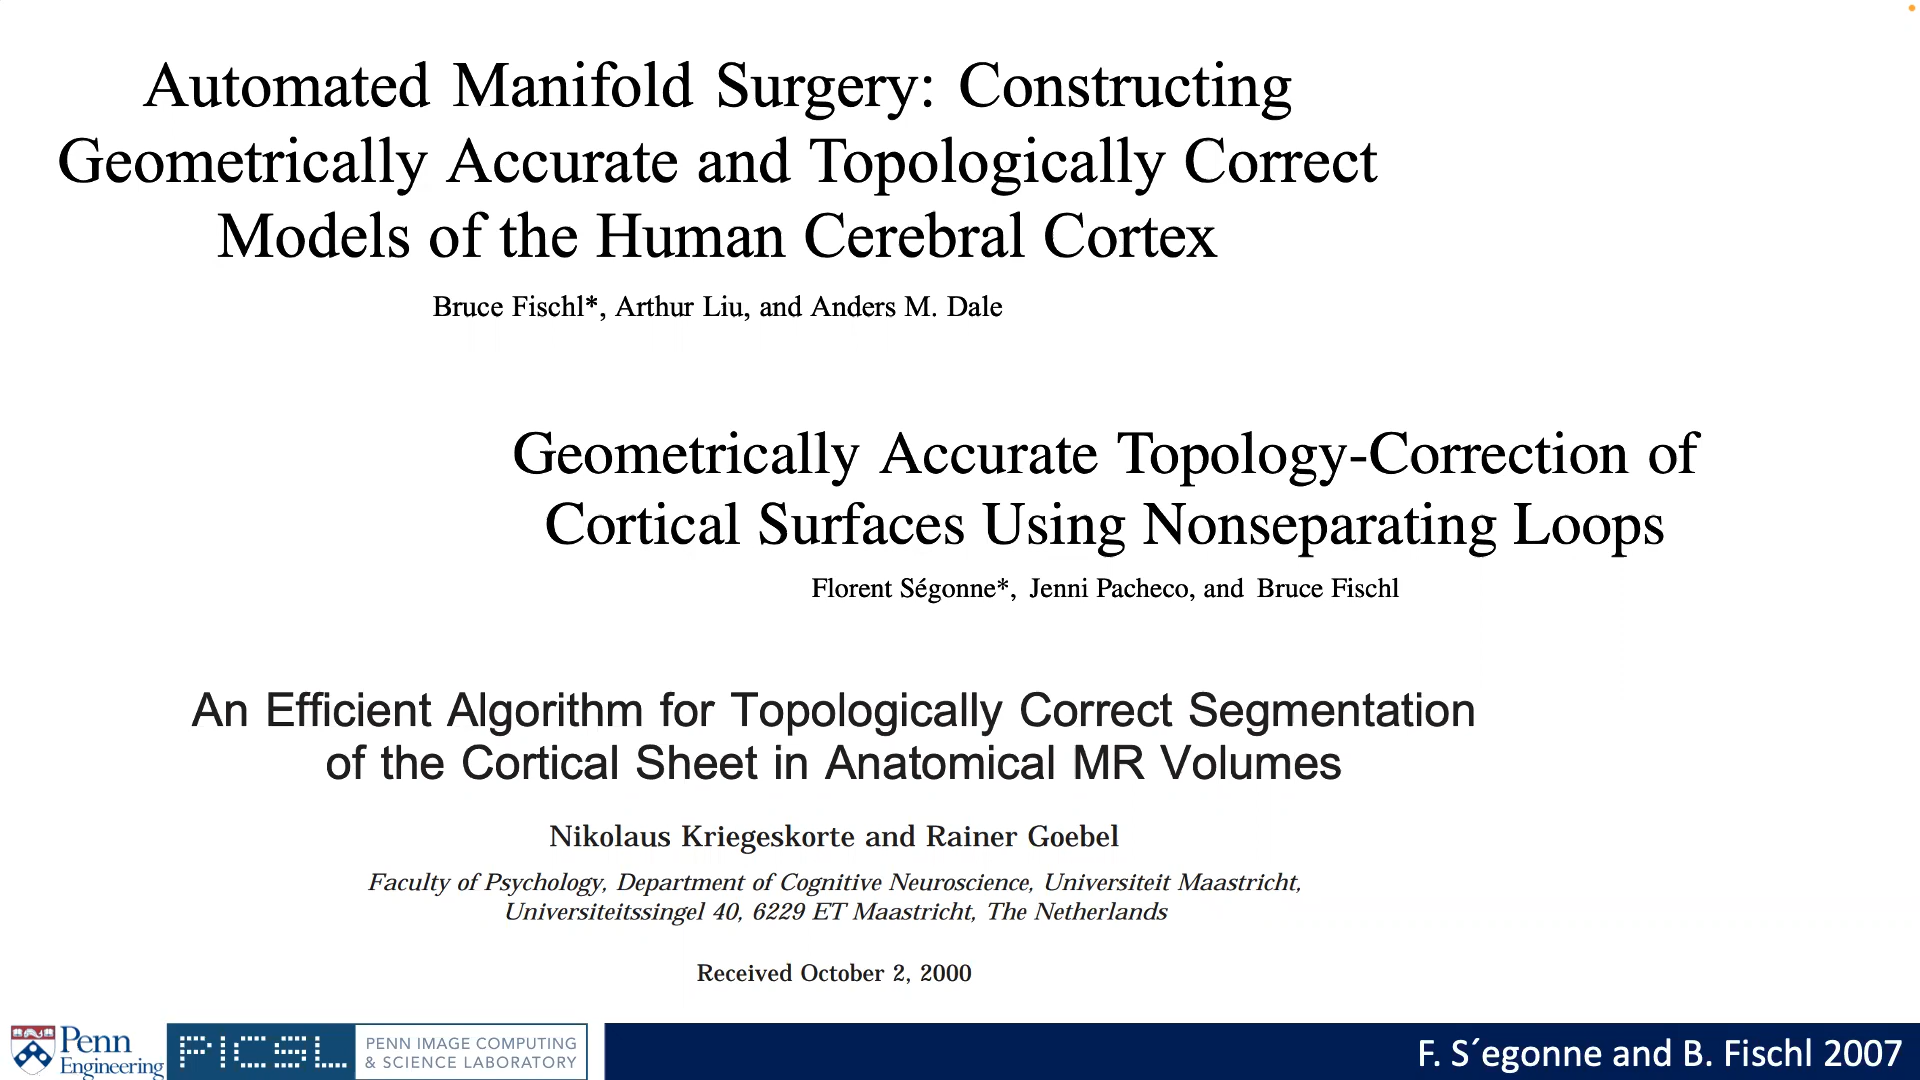 Automated Manifold Surgery: Constructing
Geometrically Accurate and Topologically Correct
Models of the Human Cerebral Cortex
Bruce Fischl*, Arthur Liu, and Anders M. Dale
Geometrically Accurate Topology-Correction of
Cortical Surfaces Using Nonseparating Loops
Florent Ségonne*, Jenni Pacheco, and Bruce Fischl
An Efficient Algorithm for Topologically Correct Segmentation
of the Cortical Sheet in Anatomical MR Volumes
Nikolaus Kriegeskorte and Rainer Goebel
Faculty of Psychology, Department of Cognitive Neuroscience, Universiteit Maastricht,
Universiteitssingel 40, 6229 ET Maastricht, The Netherlands
Received October 2, 2000
Penn
Engineering
PICSL
PENN IMAGE COMPUTING
& SCIENCE LABORATORY
F. S´egonne and B. Fischl 2007